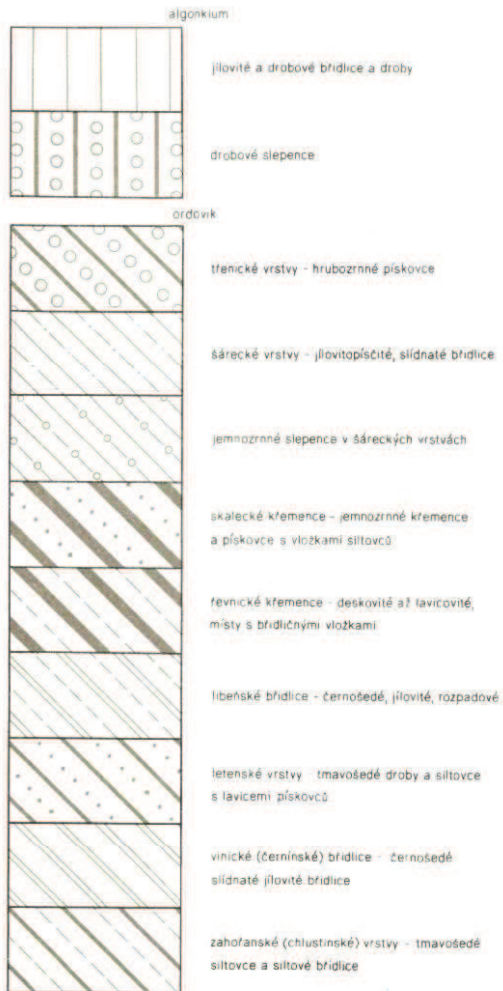 algonkium
jílovité a drobové břidlice a droby
drobové slepence
ordovik
třenické vrstvy - hrubozrnné pískovce
šárecké vrstvy - jílovitopísčité, slídnaté břidlice
jemnozrnné slepence v šáreckých vrstvách
skalecké křemence - jemnozrnné křemence
a pískovce s vložkami siltovců
řevnické křemence - deskovité až lavicovité,
místy s břidličnými vložkami
libeňské břidlice - černošedé, jílovité, rozpadové
letenské vrstvy - tmavošedé droby a siltovce
s lavicemi pískovců
vinické (černínské) břidlice - černošedé
slídnaté jílovité břidlice
zahořanské (chlustinské) vrstvy - tmavošedé
siltovce a siltové břidlice